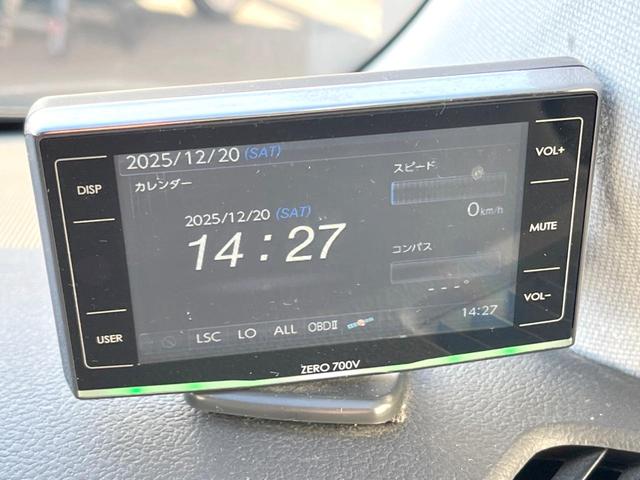 2025/12/20 (SAT)
カレンダー
2025/12/20 (SAT)
14:27
スピード
0km/h
コンパス
---°
14:27
LSC LO ALL OBDⅡ
DISP
USER
VOL+
MUTE
VOL-
ZERO 700V